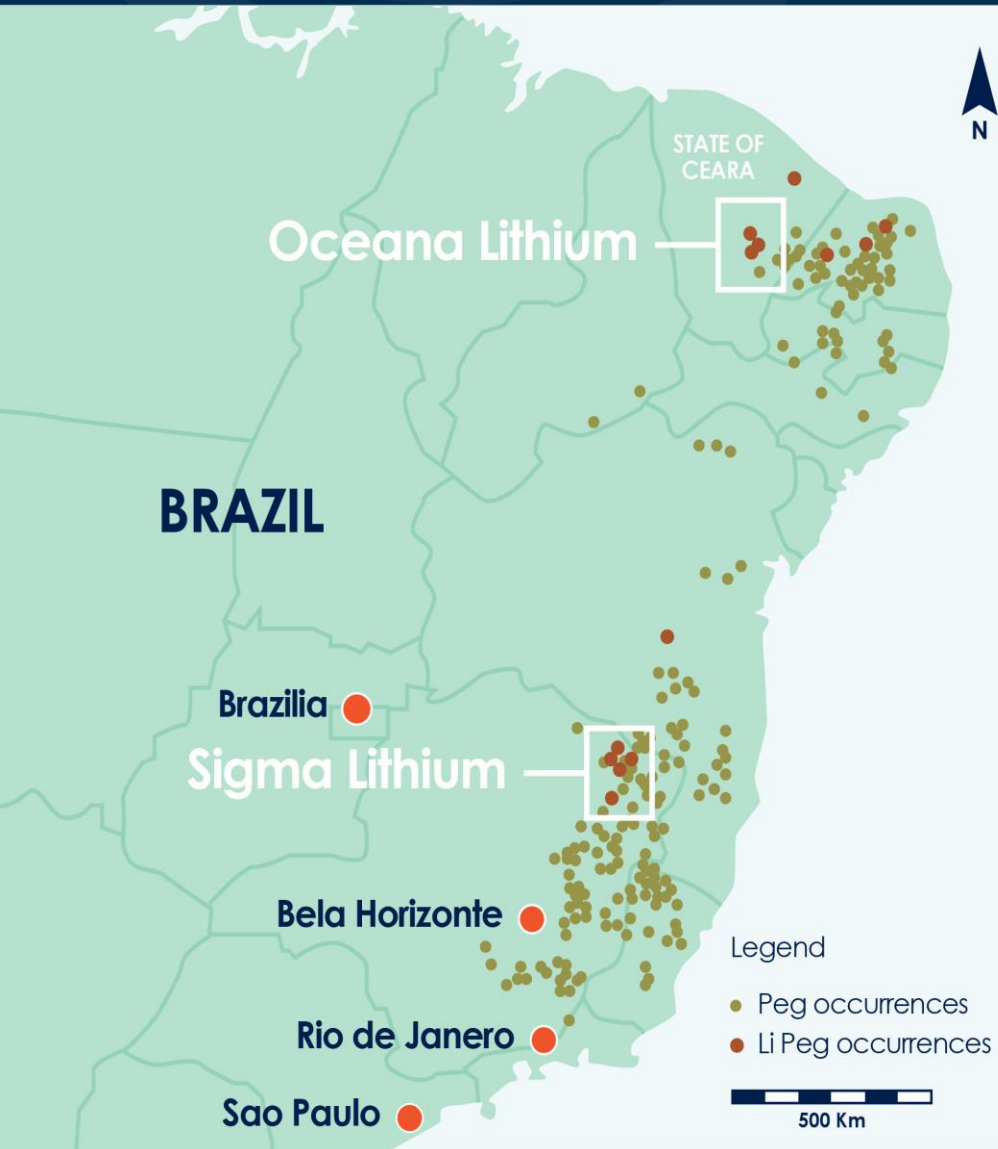 N
STATE OF
CEARA
Oceana Lithium
BRAZIL
Brazilia
Sigma Lithium
Bela Horizonte
Rio de Janero
Sao Paulo
Legend
Peg occurrences
Li Peg occurrences
500 Km